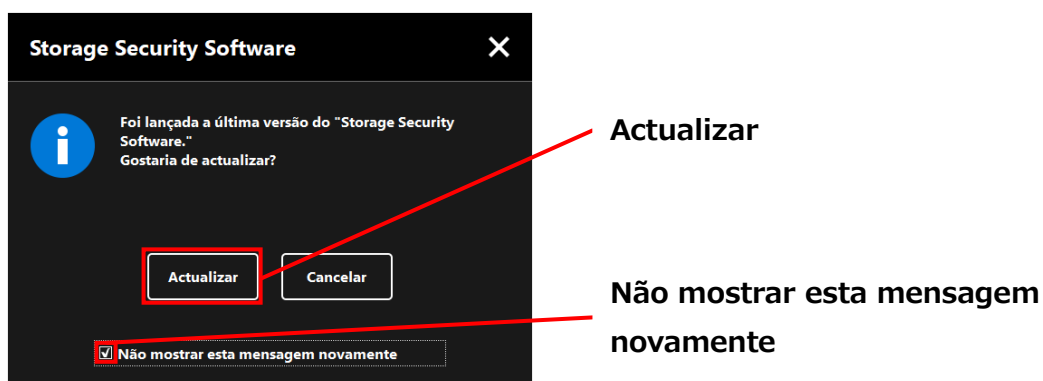 Storage Security Software
Foi lançada a última versão do "Storage Security
Software."
Gostaria de actualizar?
Actualizar
Cancelar
Não mostrar esta mensagem novamente
Actualizar
Não mostrar esta mensagem
novamente